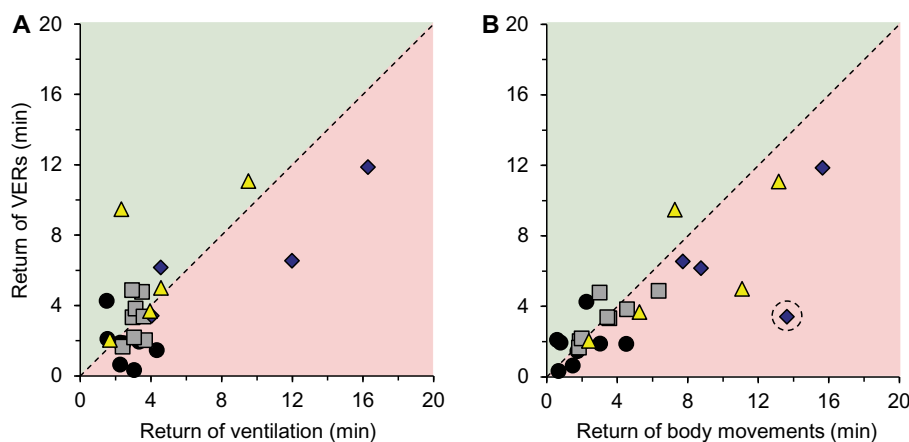 A
B
20
16
12
8
4
0
Return of VERs (min)
0 4 8 12 16 20
Return of ventilation (min)
20
16
12
8
4
0
0 4 8 12 16 20
Return of body movements (min)